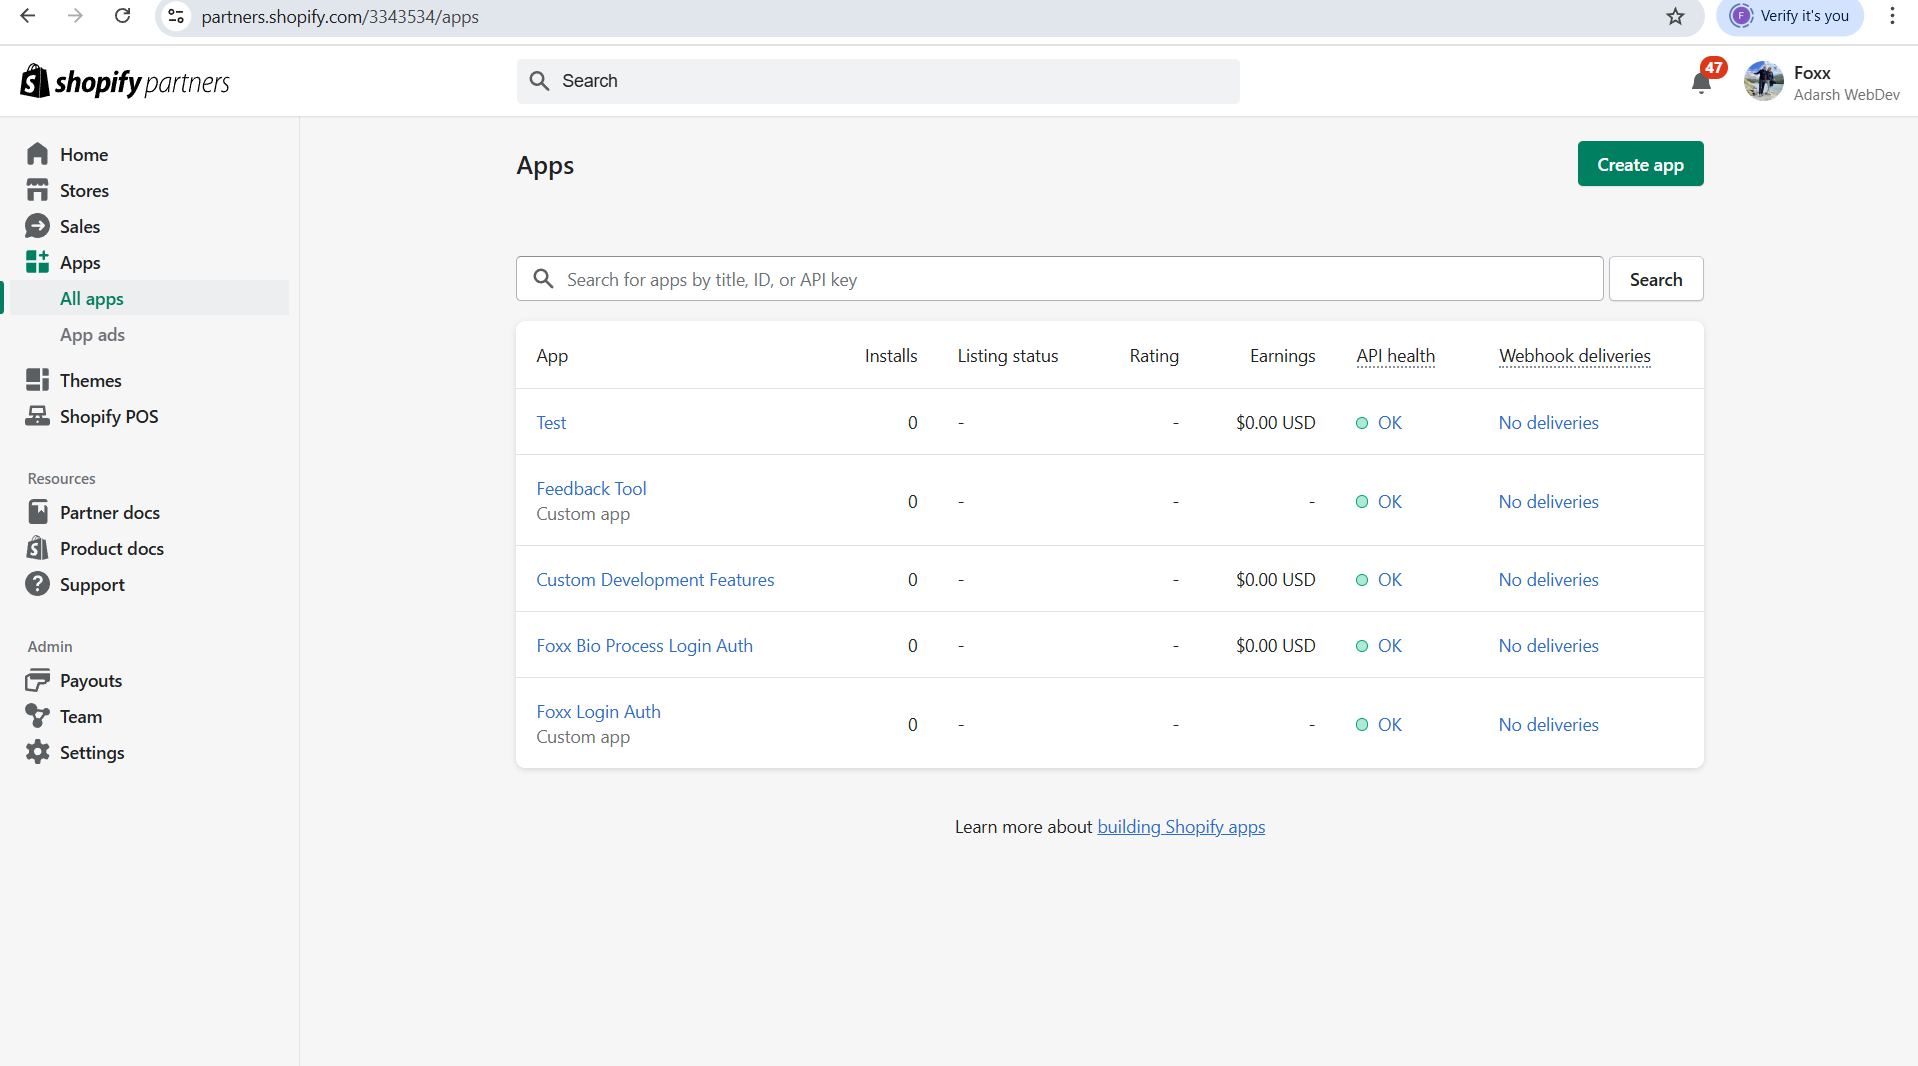 partners.shopify.com/3343534/apps
F
Verify it's you
shopify partners
Search
47
Foxx
Adarsh WebDev
Home
Stores
Sales
Apps
All apps
App ads
Themes
Shopify POS
Resources
Partner docs
Product docs
Support
Admin
Payouts
Team
Settings
Apps
Create app
Search for apps by title, ID, or API key
Search
App Installs Listing status Rating Earnings API health Webhook deliveries
Test 0 - - $0.00 USD OK No deliveries
Feedback Tool
Custom app
0 - - - OK No deliveries
Custom Development Features 0 - - $0.00 USD OK No deliveries
Foxx Bio Process Login Auth 0 - - $0.00 USD OK No deliveries
Foxx Login Auth
Custom app
0 - - - OK No deliveries
Learn more about building Shopify apps